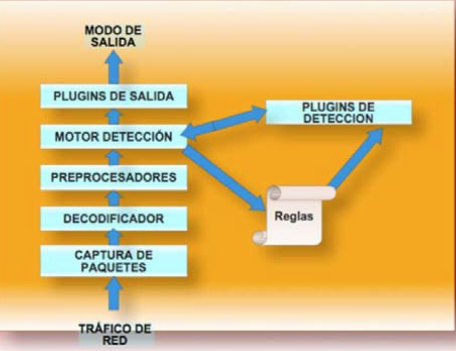 MODO DE
SALIDA
PLUGINS DE SALIDA
PLUGINS DE
DETECCION
MOTOR DETECCIÓN
PREPROCESADORES
Reglas
DECODIFICADOR
CAPTURA DE
PAQUETES
TRÁFICO DE
RED